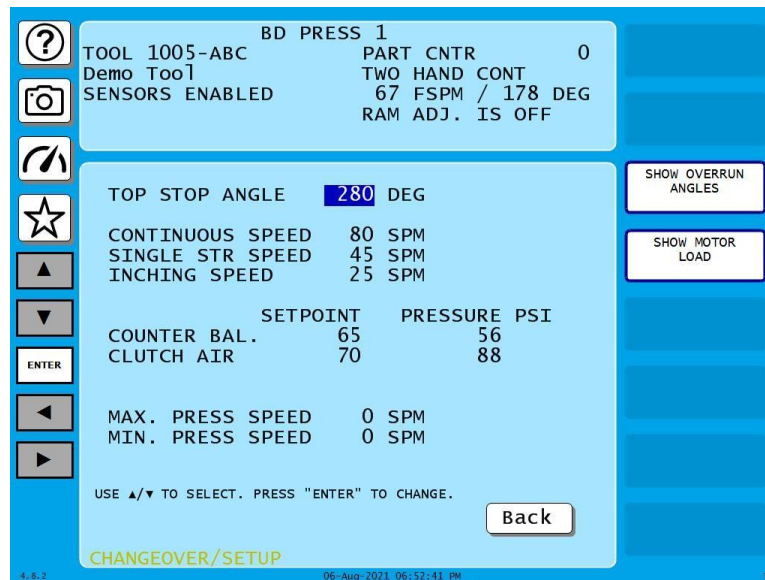 BD PRESS 1
TOOL 1005-ABC PART CNTR 0
Demo Tool TWO HAND CONT
SENSORS ENABLED 67 FSPM / 178 DEG
RAM ADJ. IS OFF
SHOW OVERRUN
ANGLES
TOP STOP ANGLE 280 DEG
CONTINUOUS SPEED 80 SPM
SINGLE STR SPEED 45 SPM
INCHING SPEED 25 SPM
SHOW MOTOR
LOAD
SETPOINT PRESSURE PSI
COUNTER BAL. 65 56
CLUTCH AIR 70 88
ENTER
MAX. PRESS SPEED 0 SPM
MIN. PRESS SPEED 0 SPM
USE ▲/▼ TO SELECT. PRESS "ENTER" TO CHANGE.
Back
CHANGEOVER/SETUP
4.8.2 06-Aug-2021 06:52:41 PM